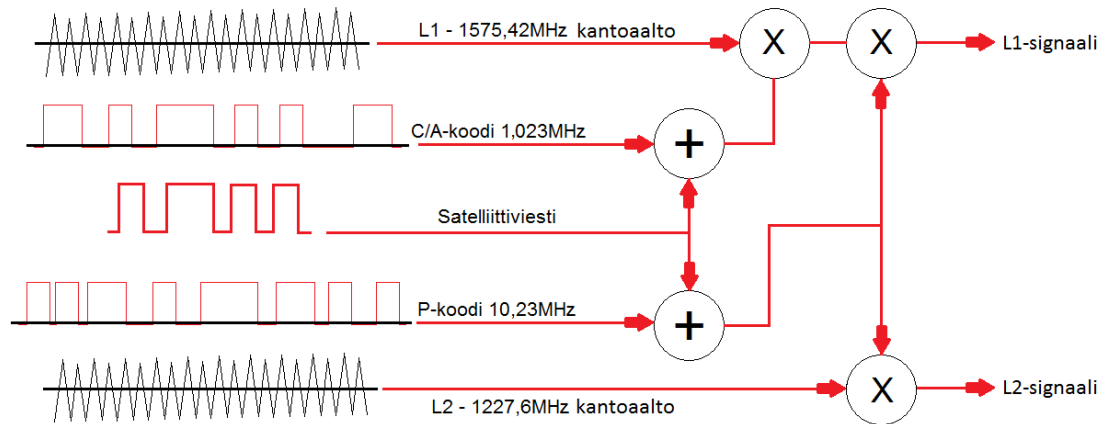 L1 - 1575,42MHz kantoaalto
X
X
L1-signaali
C/A-koodi 1,023MHz
+
Satelliittiviesti
P-koodi 10,23MHz
+
L2 - 1227,6MHz kantoaalto
X
L2-signaali